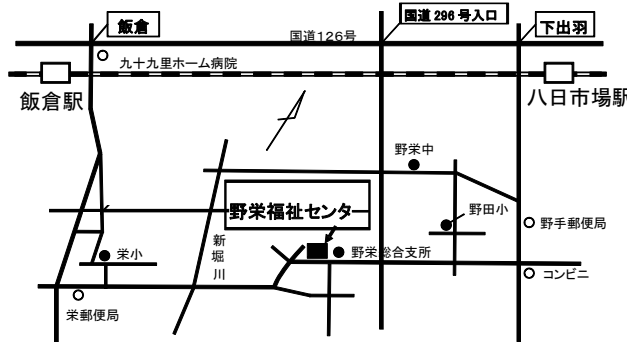 飯倉
国道296号入口
下出羽
国道126号
九十九里ホーム病院
飯倉駅
八日市場駅
野栄中
野栄福祉センター
野田小
野手郵便局
新堀川
栄小
野栄総合支所
コンビニ
栄郵便局